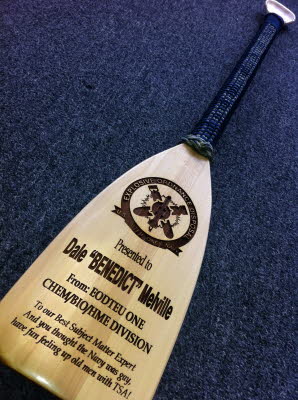 EXPLOSIVE ORDNANCE DISPOSAL
Presented to
Dale "BENEDICT" Melville
From: EODTEU ONE
CHEM/BIO/HME DIVISION
To our Best Subject Matter Expert
And you thought the Navy was gay,
have fun feeling up old men with TSA!